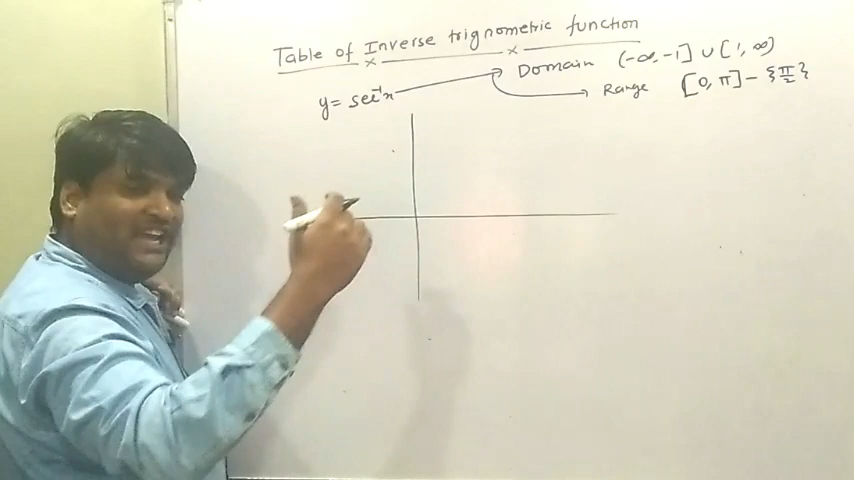 Table of Inverse trignometric function
y = sec⁻¹x Domain (-∞, -1] ∪ [1, ∞)
Range [0, π] - {π/2}